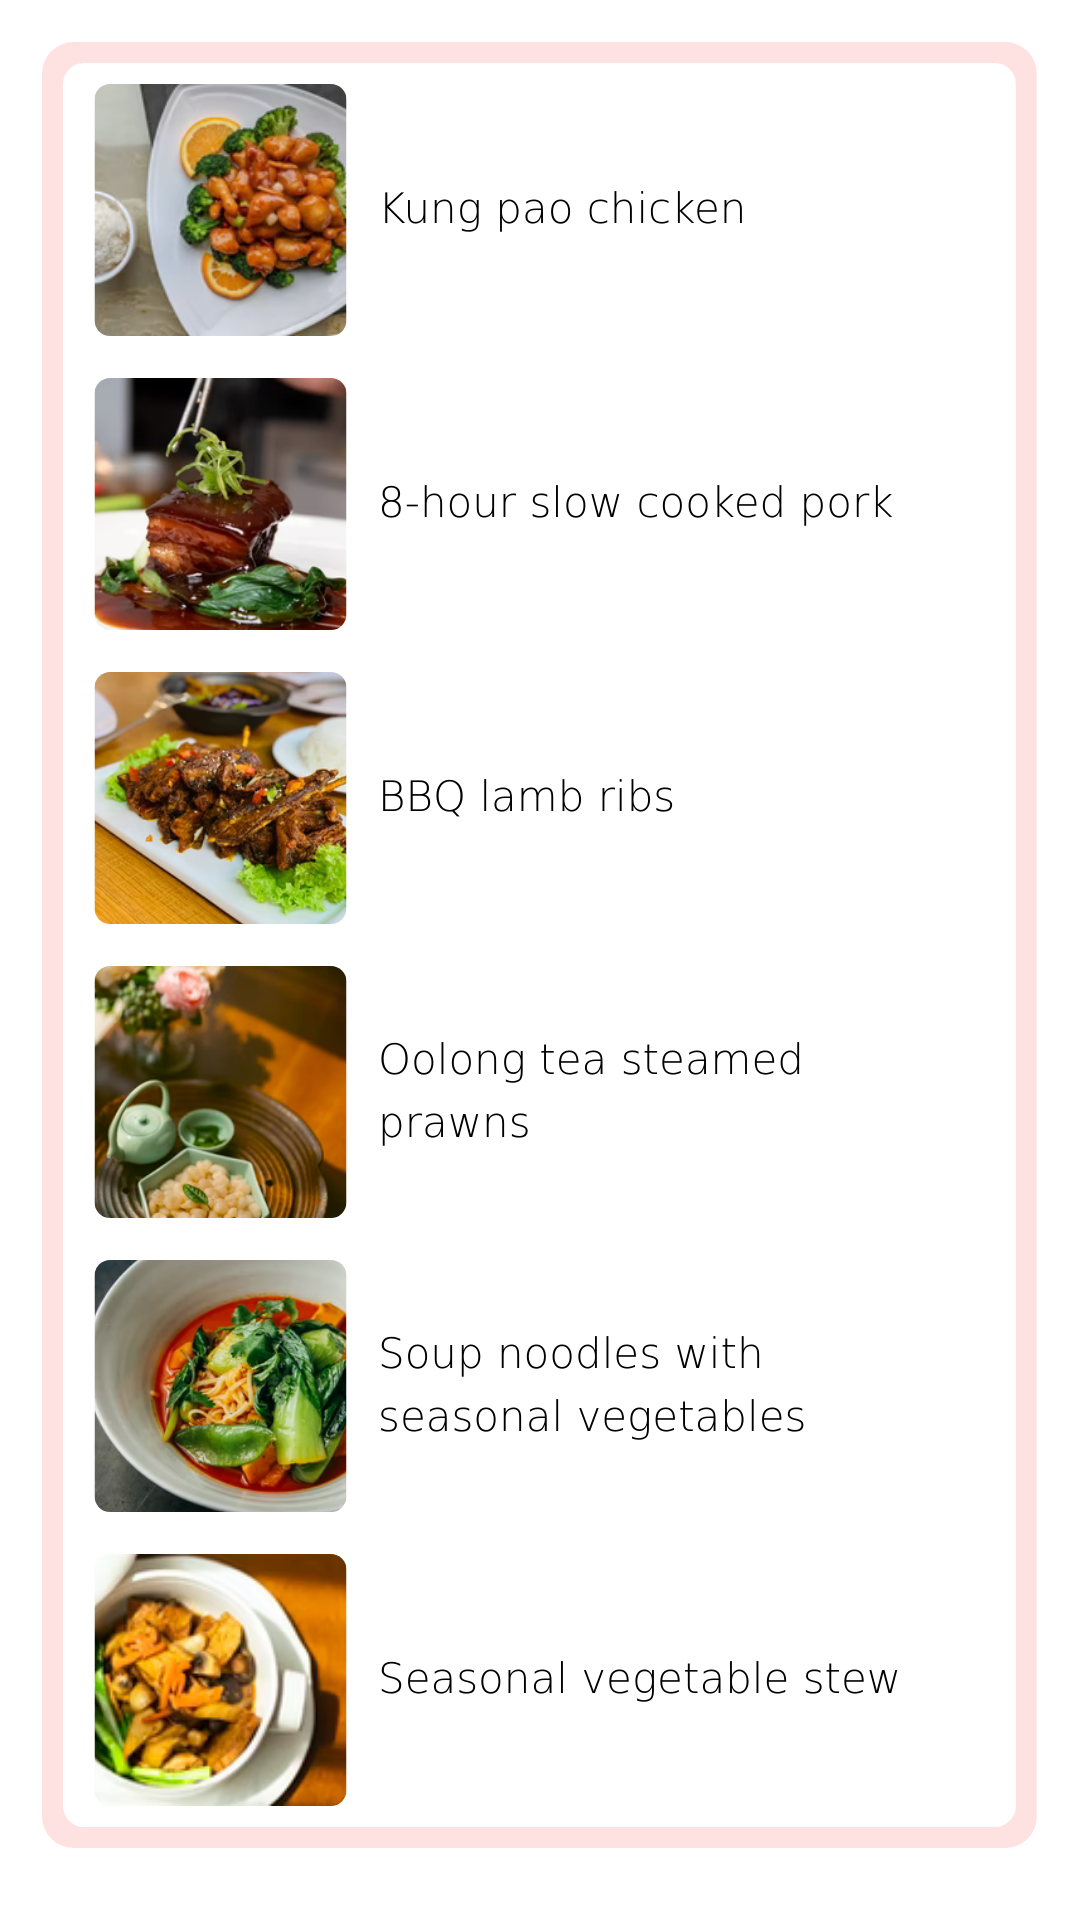 Kung pao chicken
8-hour slow cooked pork
BBQ lamb ribs
Oolong tea steamed
prawns
Soup noodles with
seasonal vegetables
Seasonal vegetable stew